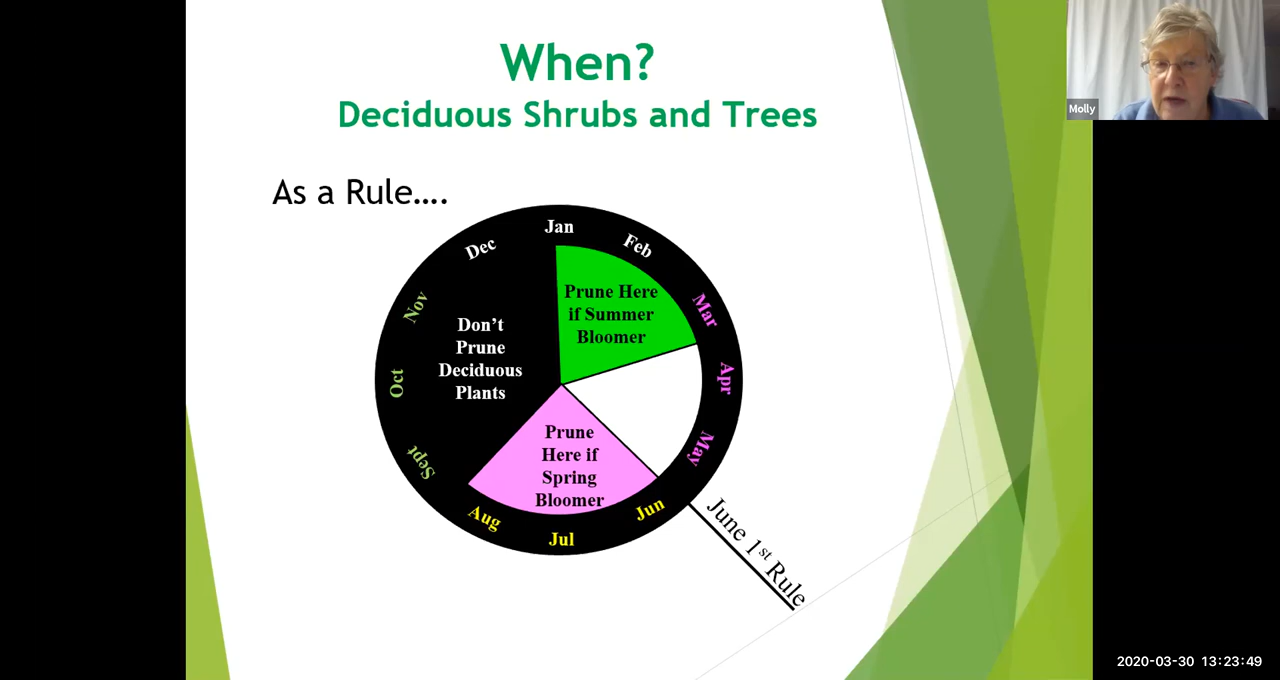 When?
Deciduous Shrubs and Trees
Molly
As a Rule....
Jan
Feb
Mar
Apr
May
Jun
Jul
Aug
Sept
Oct
Nov
Dec
Prune Here
if Summer
Bloomer
Don’t
Prune
Deciduous
Plants
Prune
Here if
Spring
Bloomer
June 1st Rule
2020-03-30 13:23:49